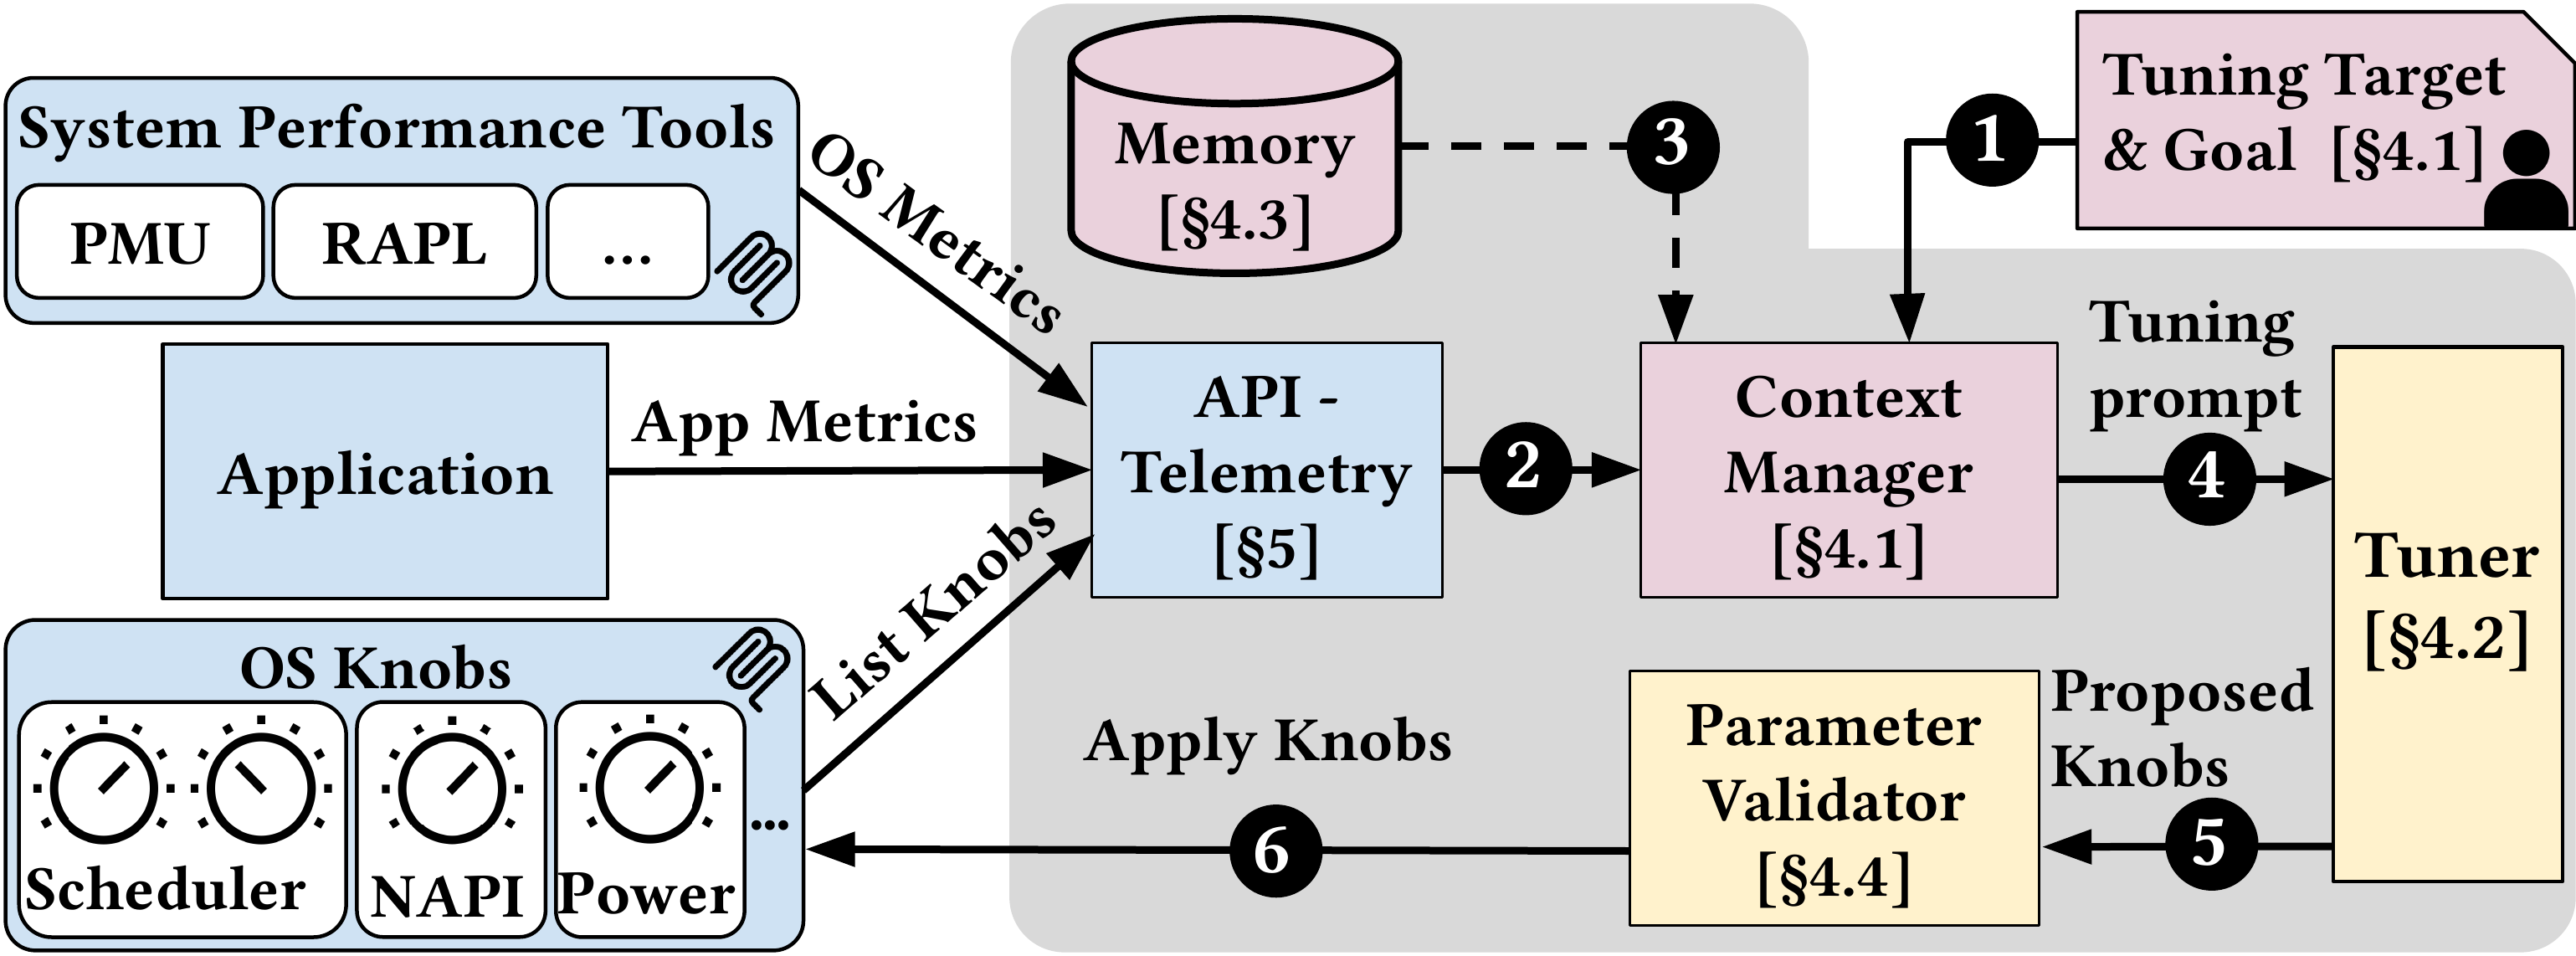 System Performance Tools
PMU
RAPL
...
OS Metrics
Memory
[§4.3]
3
1
Tuning Target
& Goal [§4.1]
Application
App Metrics
API -
Telemetry
[§5]
2
Context
Manager
[§4.1]
Tuning
prompt
4
Tuner
[§4.2]
OS Knobs
Scheduler
NAPI
Power
...
List Knobs
Apply Knobs
6
Parameter
Validator
[§4.4]
Proposed
Knobs
5